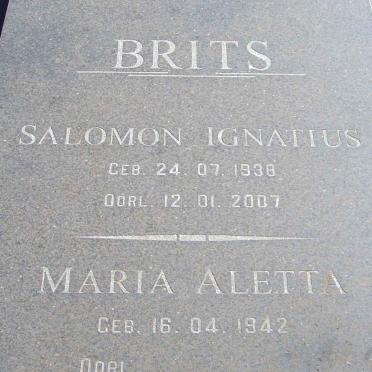 BRITS
SALOMON IGNATIUS
GEB. 24. 07. 1938
OORL. 12. 01. 2007
MARIA ALETTA
GEB. 16. 04. 1942
OORL.